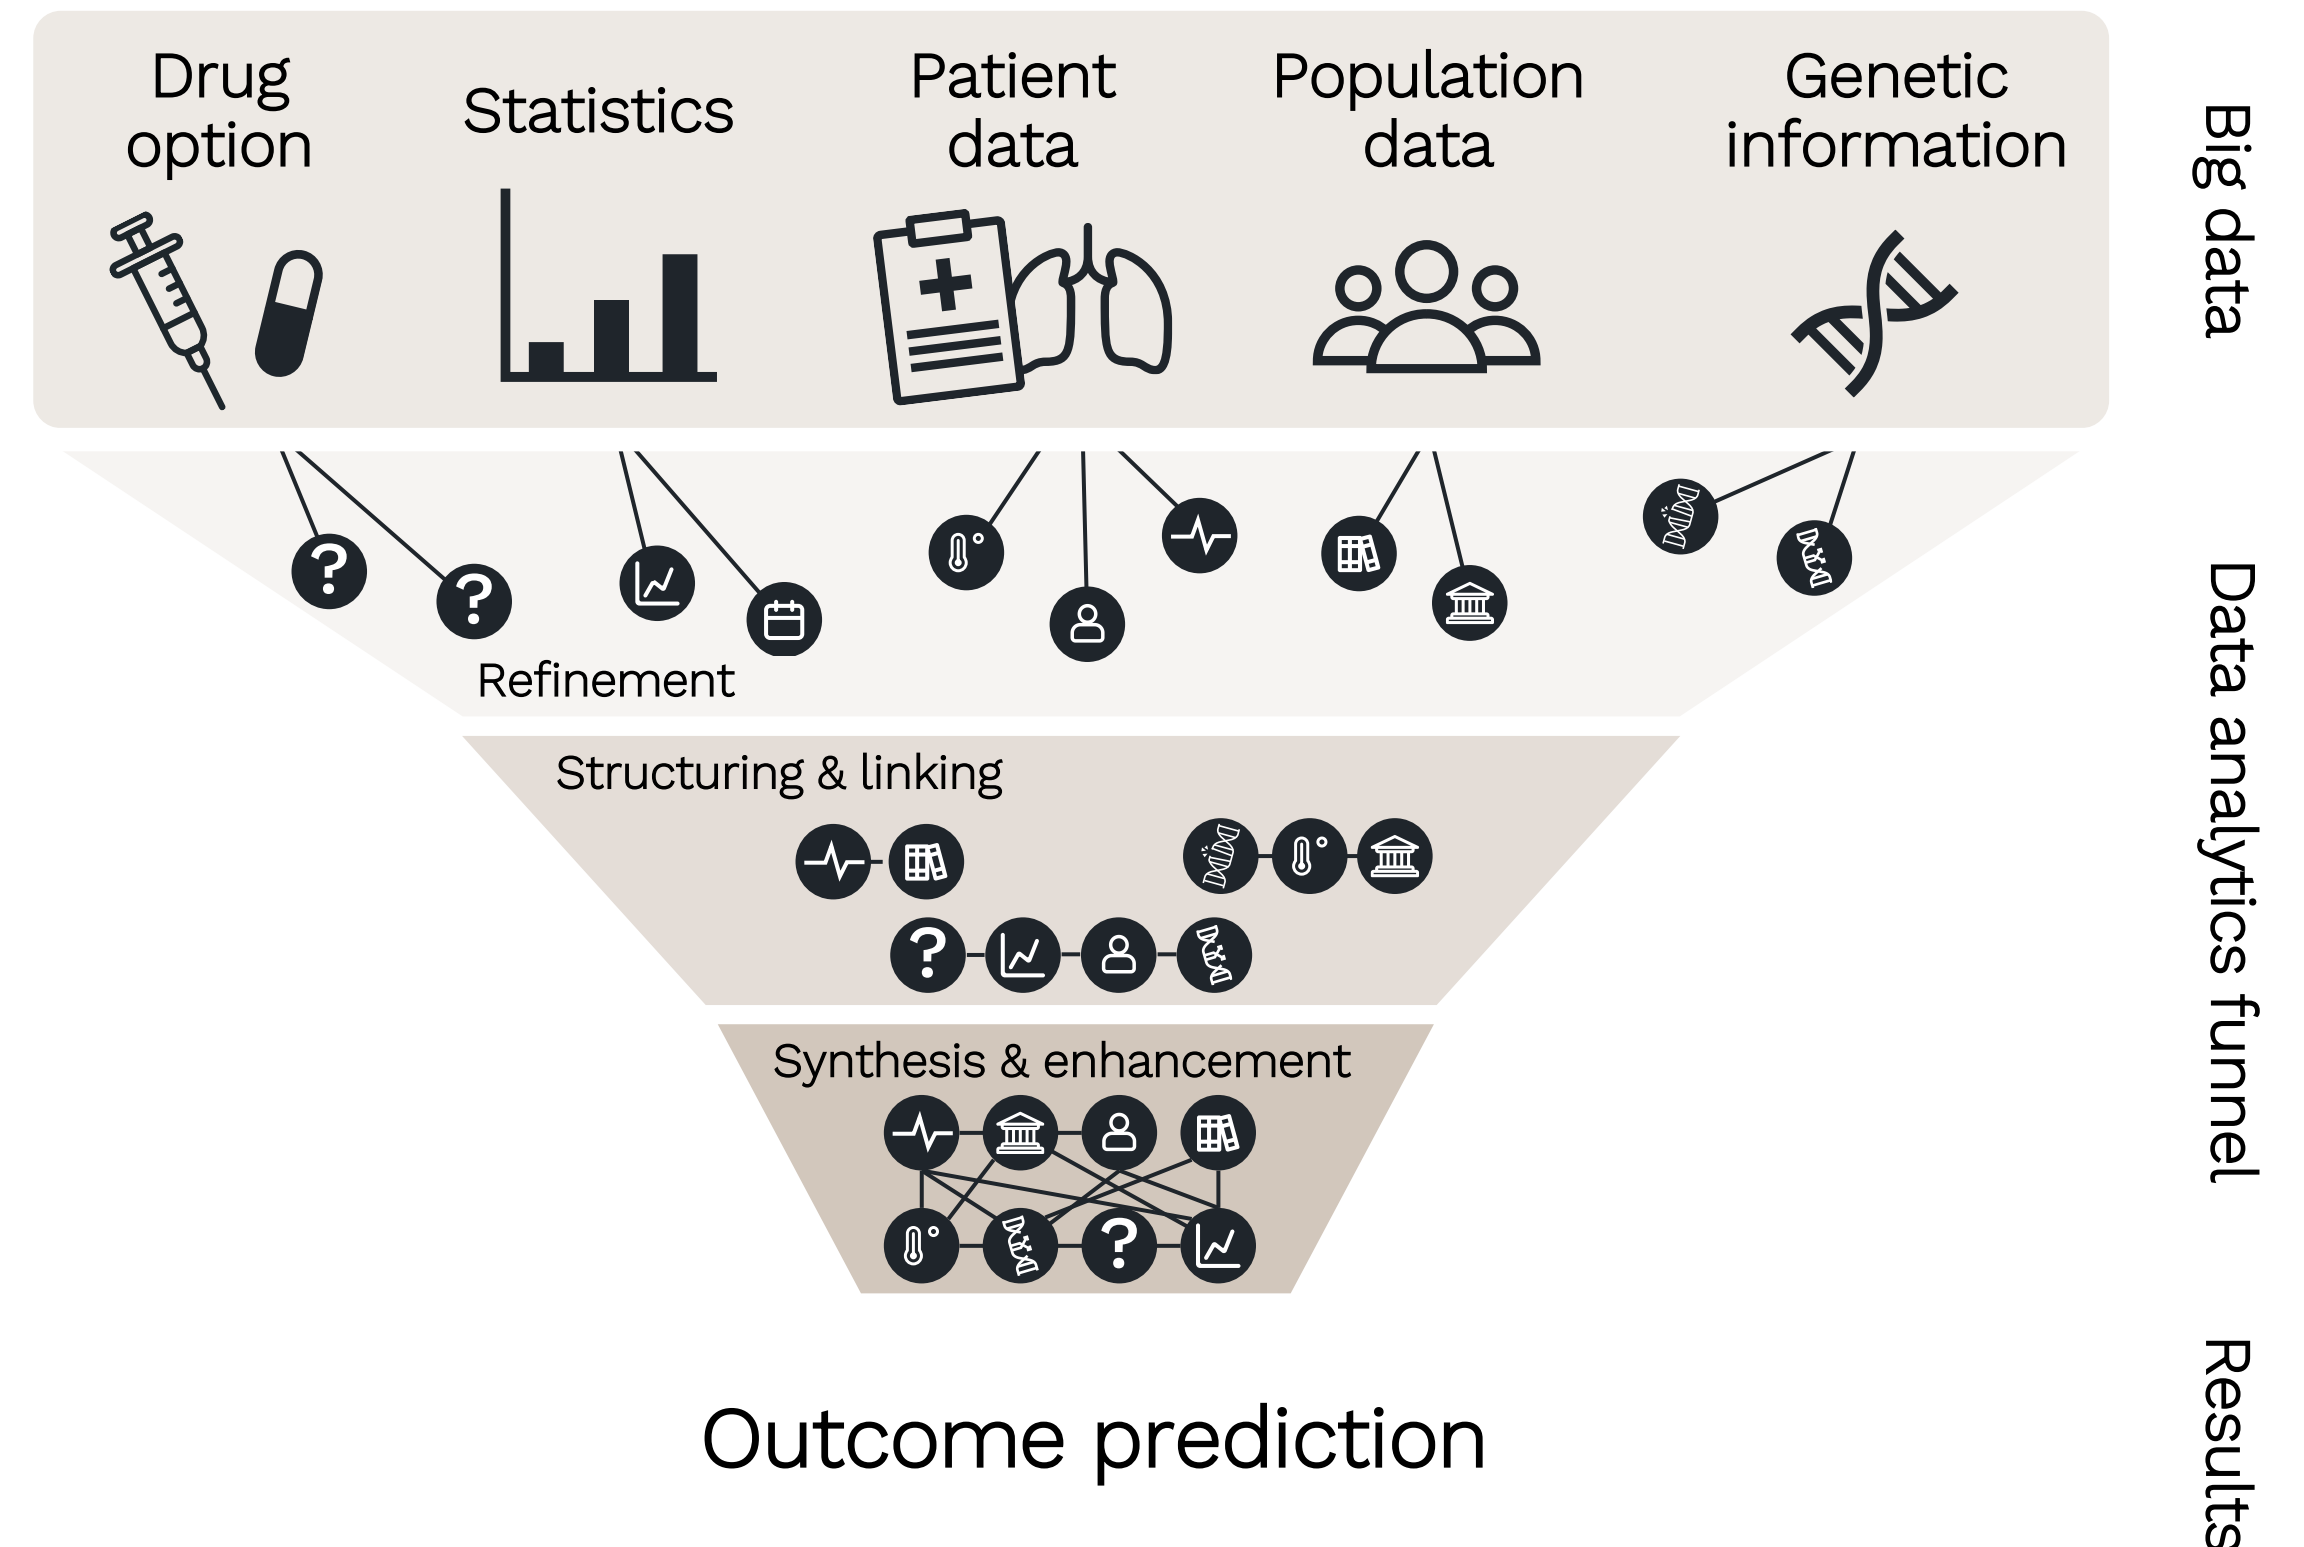 Drug
option
Statistics
Patient
data
Population
data
Genetic
information
Big data
Refinement
Structuring & linking
Synthesis & enhancement
Data analytics funnel
Outcome prediction
Results